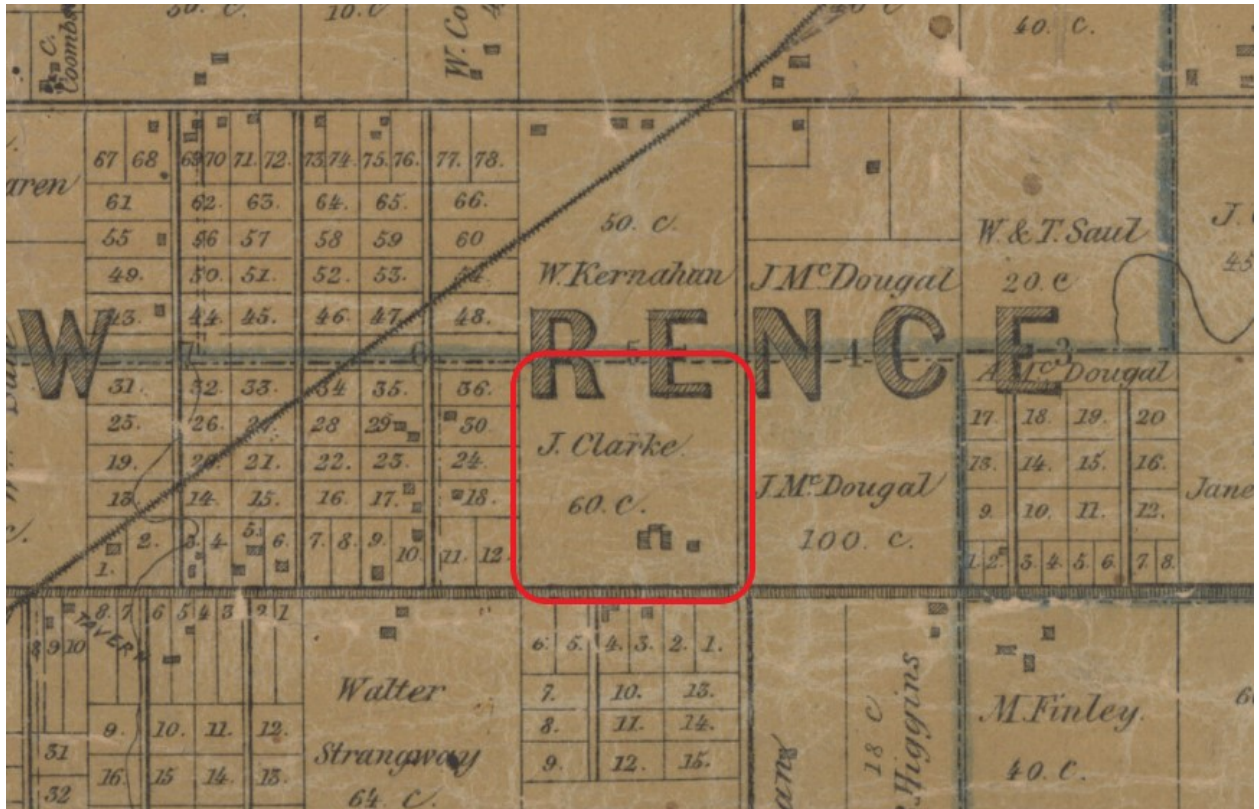 50. C.
10. C.
40 C.
40. C.
C. Coombs
W. Co
67 68 69 70 71. 72. 73 74. 75. 76. 77. 78.
aren
61 62. 63. 64. 65. 66.
55 56 57 58 59 60
49. 50. 51. 52. 53. 54
43. 44. 45. 46 47. 48.
50. C.
W. Kernahan
J McDougal
W. & T. Saul
20. C
J.
45
WRENCE
7 6 5 4 3
31. 32. 33. 34 35. 36.
25. 26. 28 29 30
19. 20. 21. 22. 23. 24.
13. 14. 15. 16 17. 18.
1. 2. 3. 4. 5. 6. 7. 8. 9. 10. 11. 12.
J. Clarke.
60. C.
J. McDougal
100. C.
A. McDougal
17. 18. 19. 20
13. 14. 15. 16.
9. 10. 11. 12.
1. 2. 3. 4. 5. 6. 7. 8.
Jane
8. 7 6 5 4 3 2 1
8 9 10
TAVERN
9. 10. 11. 12.
16. 15 14. 13.
31
32
Walter
Strangway
64. C.
6. 5. 4. 3. 2. 1.
7. 10. 13.
8. 11. 14.
9. 12. 15.
18 C
Higgins
M. Finley.
40. C.